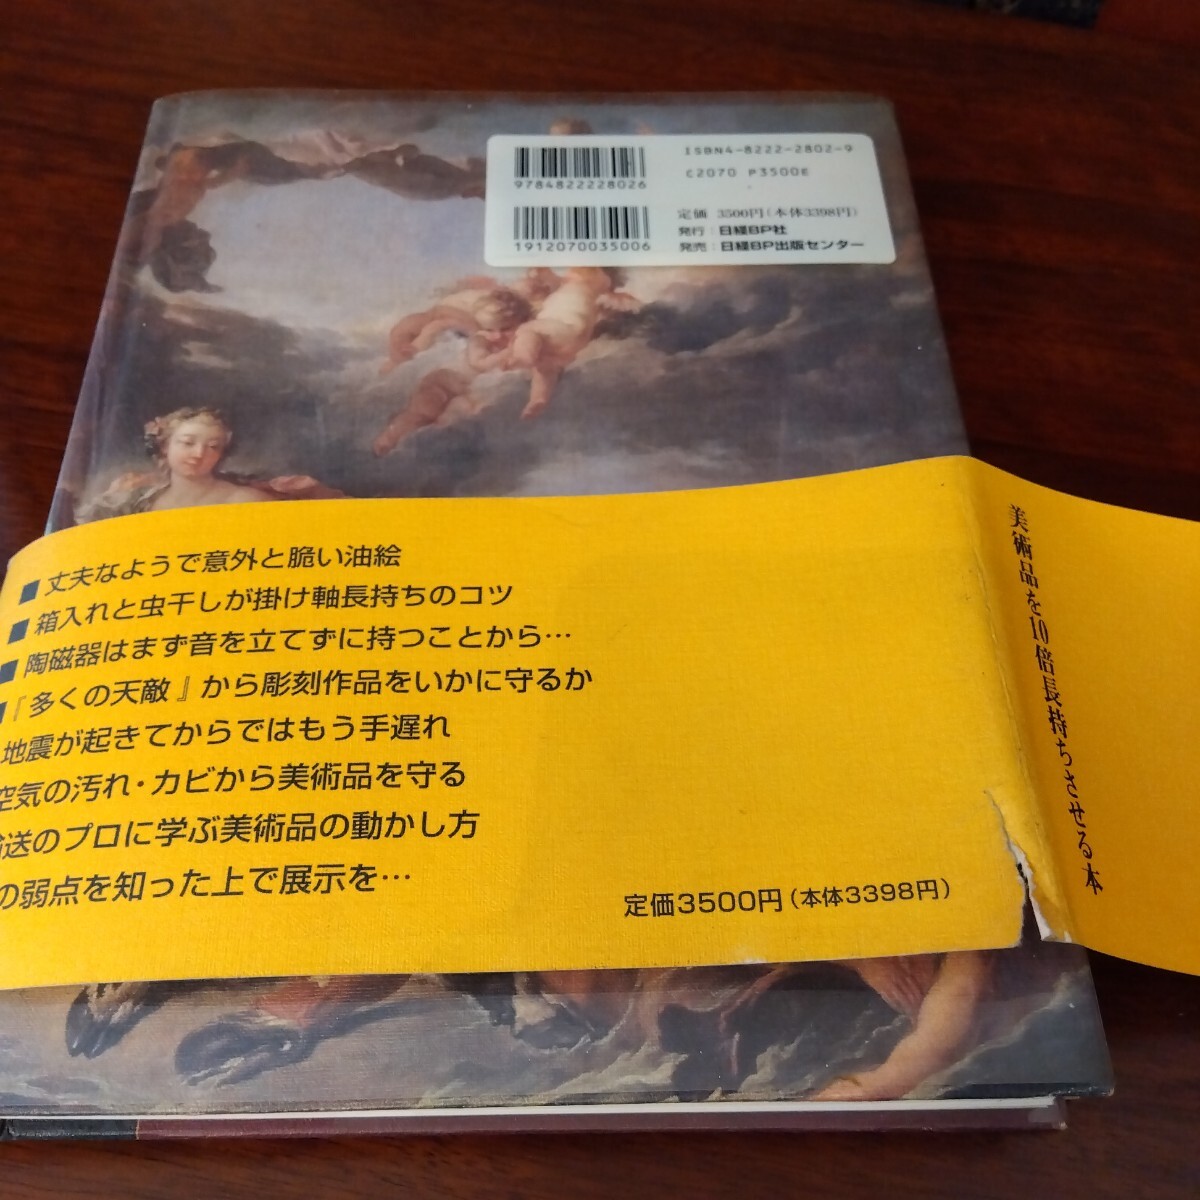 ISBN4-8222-2802-9
C2070 P3500E
9784822228026
1912070035006
定価 3500円(本体3398円)
発行：日経BP社
発売：日経BP出版センター
■丈夫なようで意外と脆い油絵
■箱入れと虫干しが掛け軸長持ちのコツ
■陶磁器はまず音を立てずに持つことから…
■『多くの天敵』から彫刻作品をいかに守るか
地震が起きてからではもう手遅れ
空気の汚れ・カビから美術品を守る
輸送のプロに学ぶ美術品の動かし方
の弱点を知った上で展示を…
定価3500円（本体3398円）
美術品を10倍長持ちさせる本